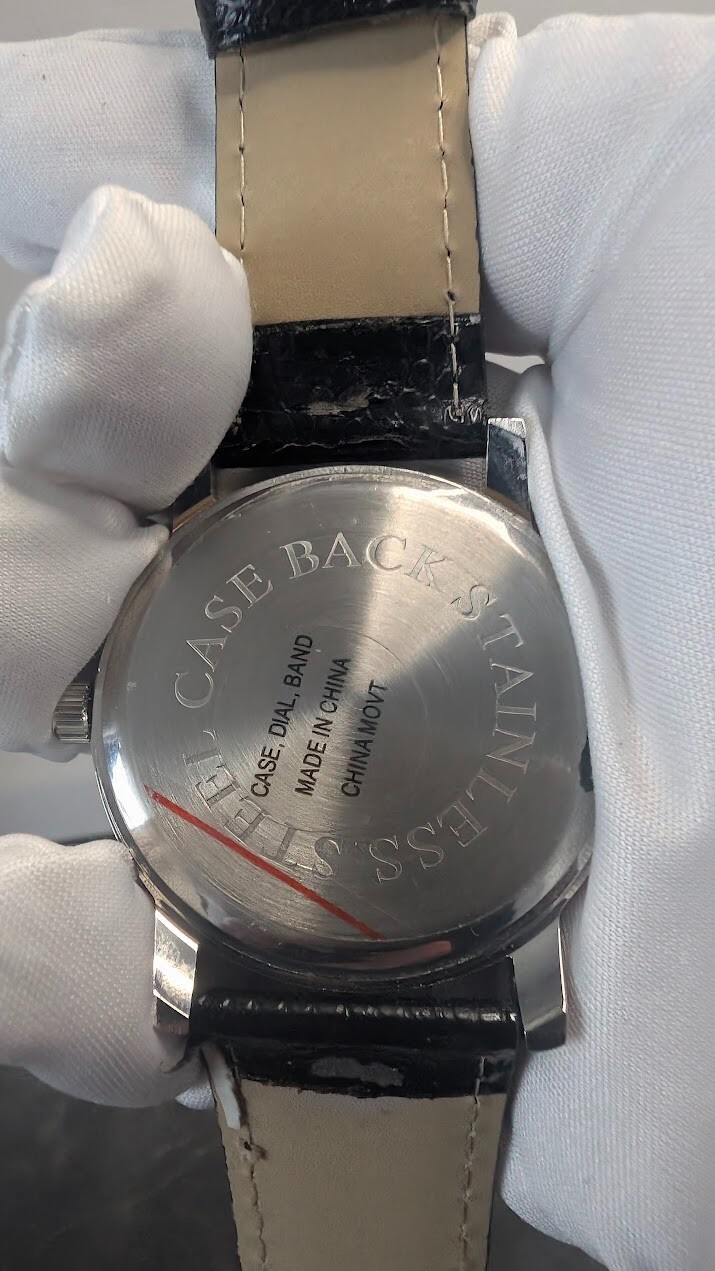 CASE BACK STAINLESS STEEL
CASE, DIAL, BAND
MADE IN CHINA
CHINA MOVT